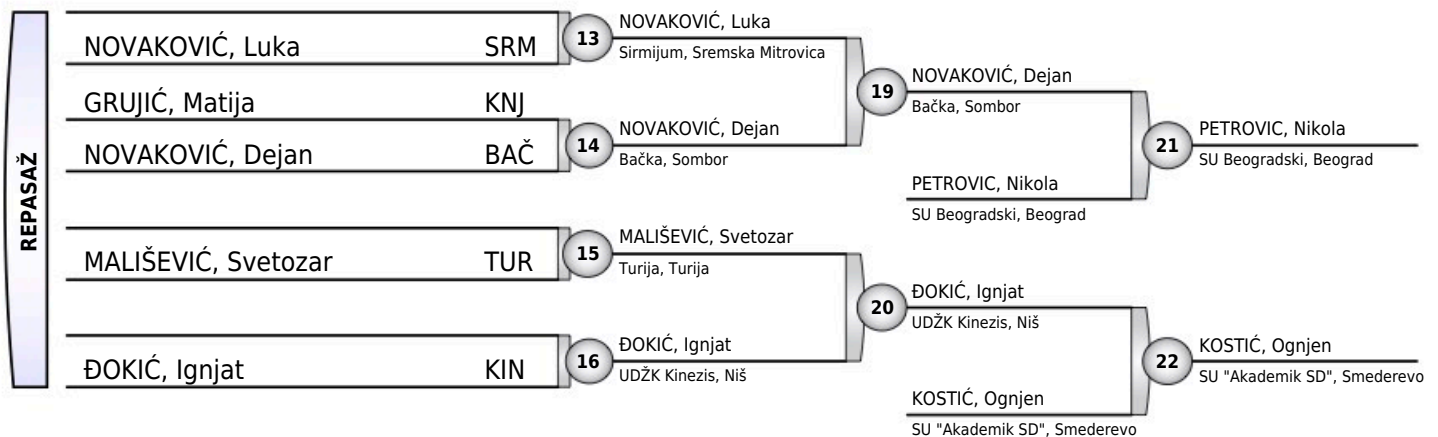 REPASAŽ
NOVAKOVIĆ, Luka SRM
GRUJIĆ, Matija KNJ
NOVAKOVIĆ, Dejan BAČ
MALIŠEVIĆ, Svetozar TUR
ĐOKIĆ, Ignjat KIN
13
NOVAKOVIĆ, Luka
Sirmijum, Sremska Mitrovica
14
NOVAKOVIĆ, Dejan
Bačka, Sombor
15
MALIŠEVIĆ, Svetozar
Turija, Turija
16
ĐOKIĆ, Ignjat
UDŽK Kinezis, Niš
19
NOVAKOVIĆ, Dejan
Bačka, Sombor
PETROVIC, Nikola
SU Beogradski, Beograd
20
ĐOKIĆ, Ignjat
UDŽK Kinezis, Niš
KOSTIĆ, Ognjen
SU "Akademik SD", Smederevo
21
PETROVIC, Nikola
SU Beogradski, Beograd
22
KOSTIĆ, Ognjen
SU "Akademik SD", Smederevo